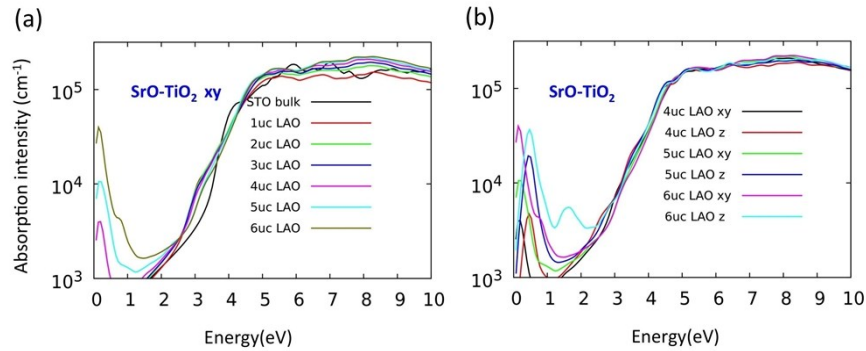 (a)
Absorption intensity (cm⁻¹)
10⁵
10⁴
10³
SrO-TiO₂ xy
STO bulk
1uc LAO
2uc LAO
3uc LAO
4uc LAO
5uc LAO
6uc LAO
0 1 2 3 4 5 6 7 8 9 10
Energy(eV)
(b)
10⁵
10⁴
10³
SrO-TiO₂
4uc LAO xy
4uc LAO z
5uc LAO xy
5uc LAO z
6uc LAO xy
6uc LAO z
0 1 2 3 4 5 6 7 8 9 10
Energy(eV)